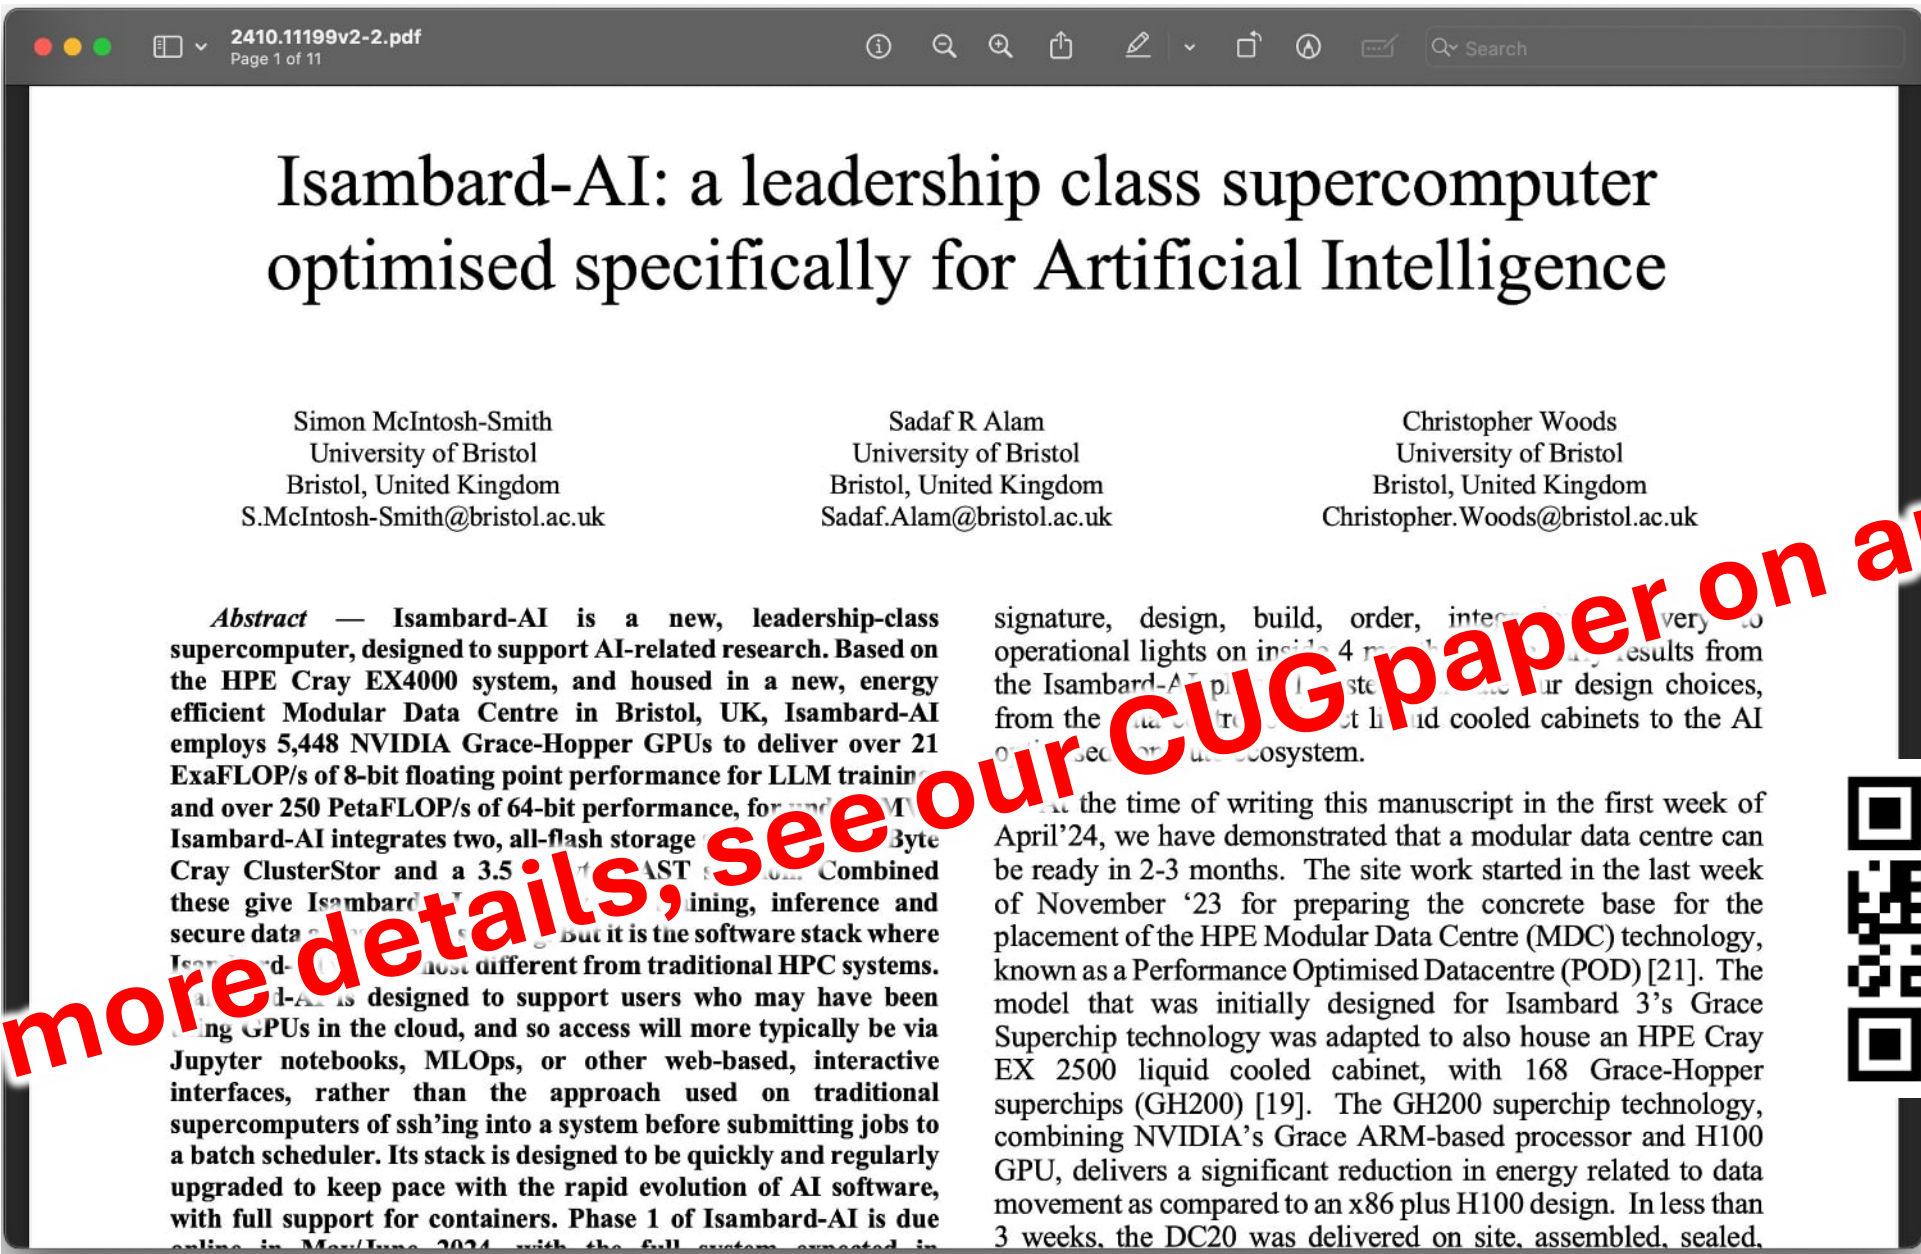 2410.11199v2-2.pdf
Page 1 of 11
Search
Isambard-AI: a leadership class supercomputer
optimised specifically for Artificial Intelligence
Simon McIntosh-Smith
University of Bristol
Bristol, United Kingdom
S.McIntosh-Smith@bristol.ac.uk
Sadaf R Alam
University of Bristol
Bristol, United Kingdom
Sadaf.Alam@bristol.ac.uk
Christopher Woods
University of Bristol
Bristol, United Kingdom
Christopher.Woods@bristol.ac.uk
Abstract — Isambard-AI is a new, leadership-class
supercomputer, designed to support AI-related research. Based on
the HPE Cray EX4000 system, and housed in a new, energy
efficient Modular Data Centre in Bristol, UK, Isambard-AI
employs 5,448 NVIDIA Grace-Hopper GPUs to deliver over 21
ExaFLOP/s of 8-bit floating point performance for LLM training
and over 250 PetaFLOP/s of 64-bit performance, for
Isambard-AI integrates two, all-flash storage
Cray ClusterStor and a 3.5 Combined
these give Isambard inference and
secure data But it is the software stack where
most different from traditional HPC systems.
is designed to support users who may have been
GPUs in the cloud, and so access will more typically be via
Jupyter notebooks, MLOps, or other web-based, interactive
interfaces, rather than the approach used on traditional
supercomputers of ssh'ing into a system before submitting jobs to
a batch scheduler. Its stack is designed to be quickly and regularly
upgraded to keep pace with the rapid evolution of AI software,
with full support for containers. Phase 1 of Isambard-AI is due
online in May/June 2024, with the full system expected in
signature, design, build, order,
operational lights on inside 4 results from
the Isambard-AI design choices,
from the cooled cabinets to the AI
ecosystem.
At the time of writing this manuscript in the first week of
April'24, we have demonstrated that a modular data centre can
be ready in 2-3 months. The site work started in the last week
of November ‘23 for preparing the concrete base for the
placement of the HPE Modular Data Centre (MDC) technology,
known as a Performance Optimised Datacentre (POD) [21]. The
model that was initially designed for Isambard 3's Grace
Superchip technology was adapted to also house an HPE Cray
EX 2500 liquid cooled cabinet, with 168 Grace-Hopper
superchips (GH200) [19]. The GH200 superchip technology,
combining NVIDIA's Grace ARM-based processor and H100
GPU, delivers a significant reduction in energy related to data
movement as compared to an x86 plus H100 design. In less than
3 weeks, the DC20 was delivered on site, assembled, sealed,
more details, see our CUG paper on